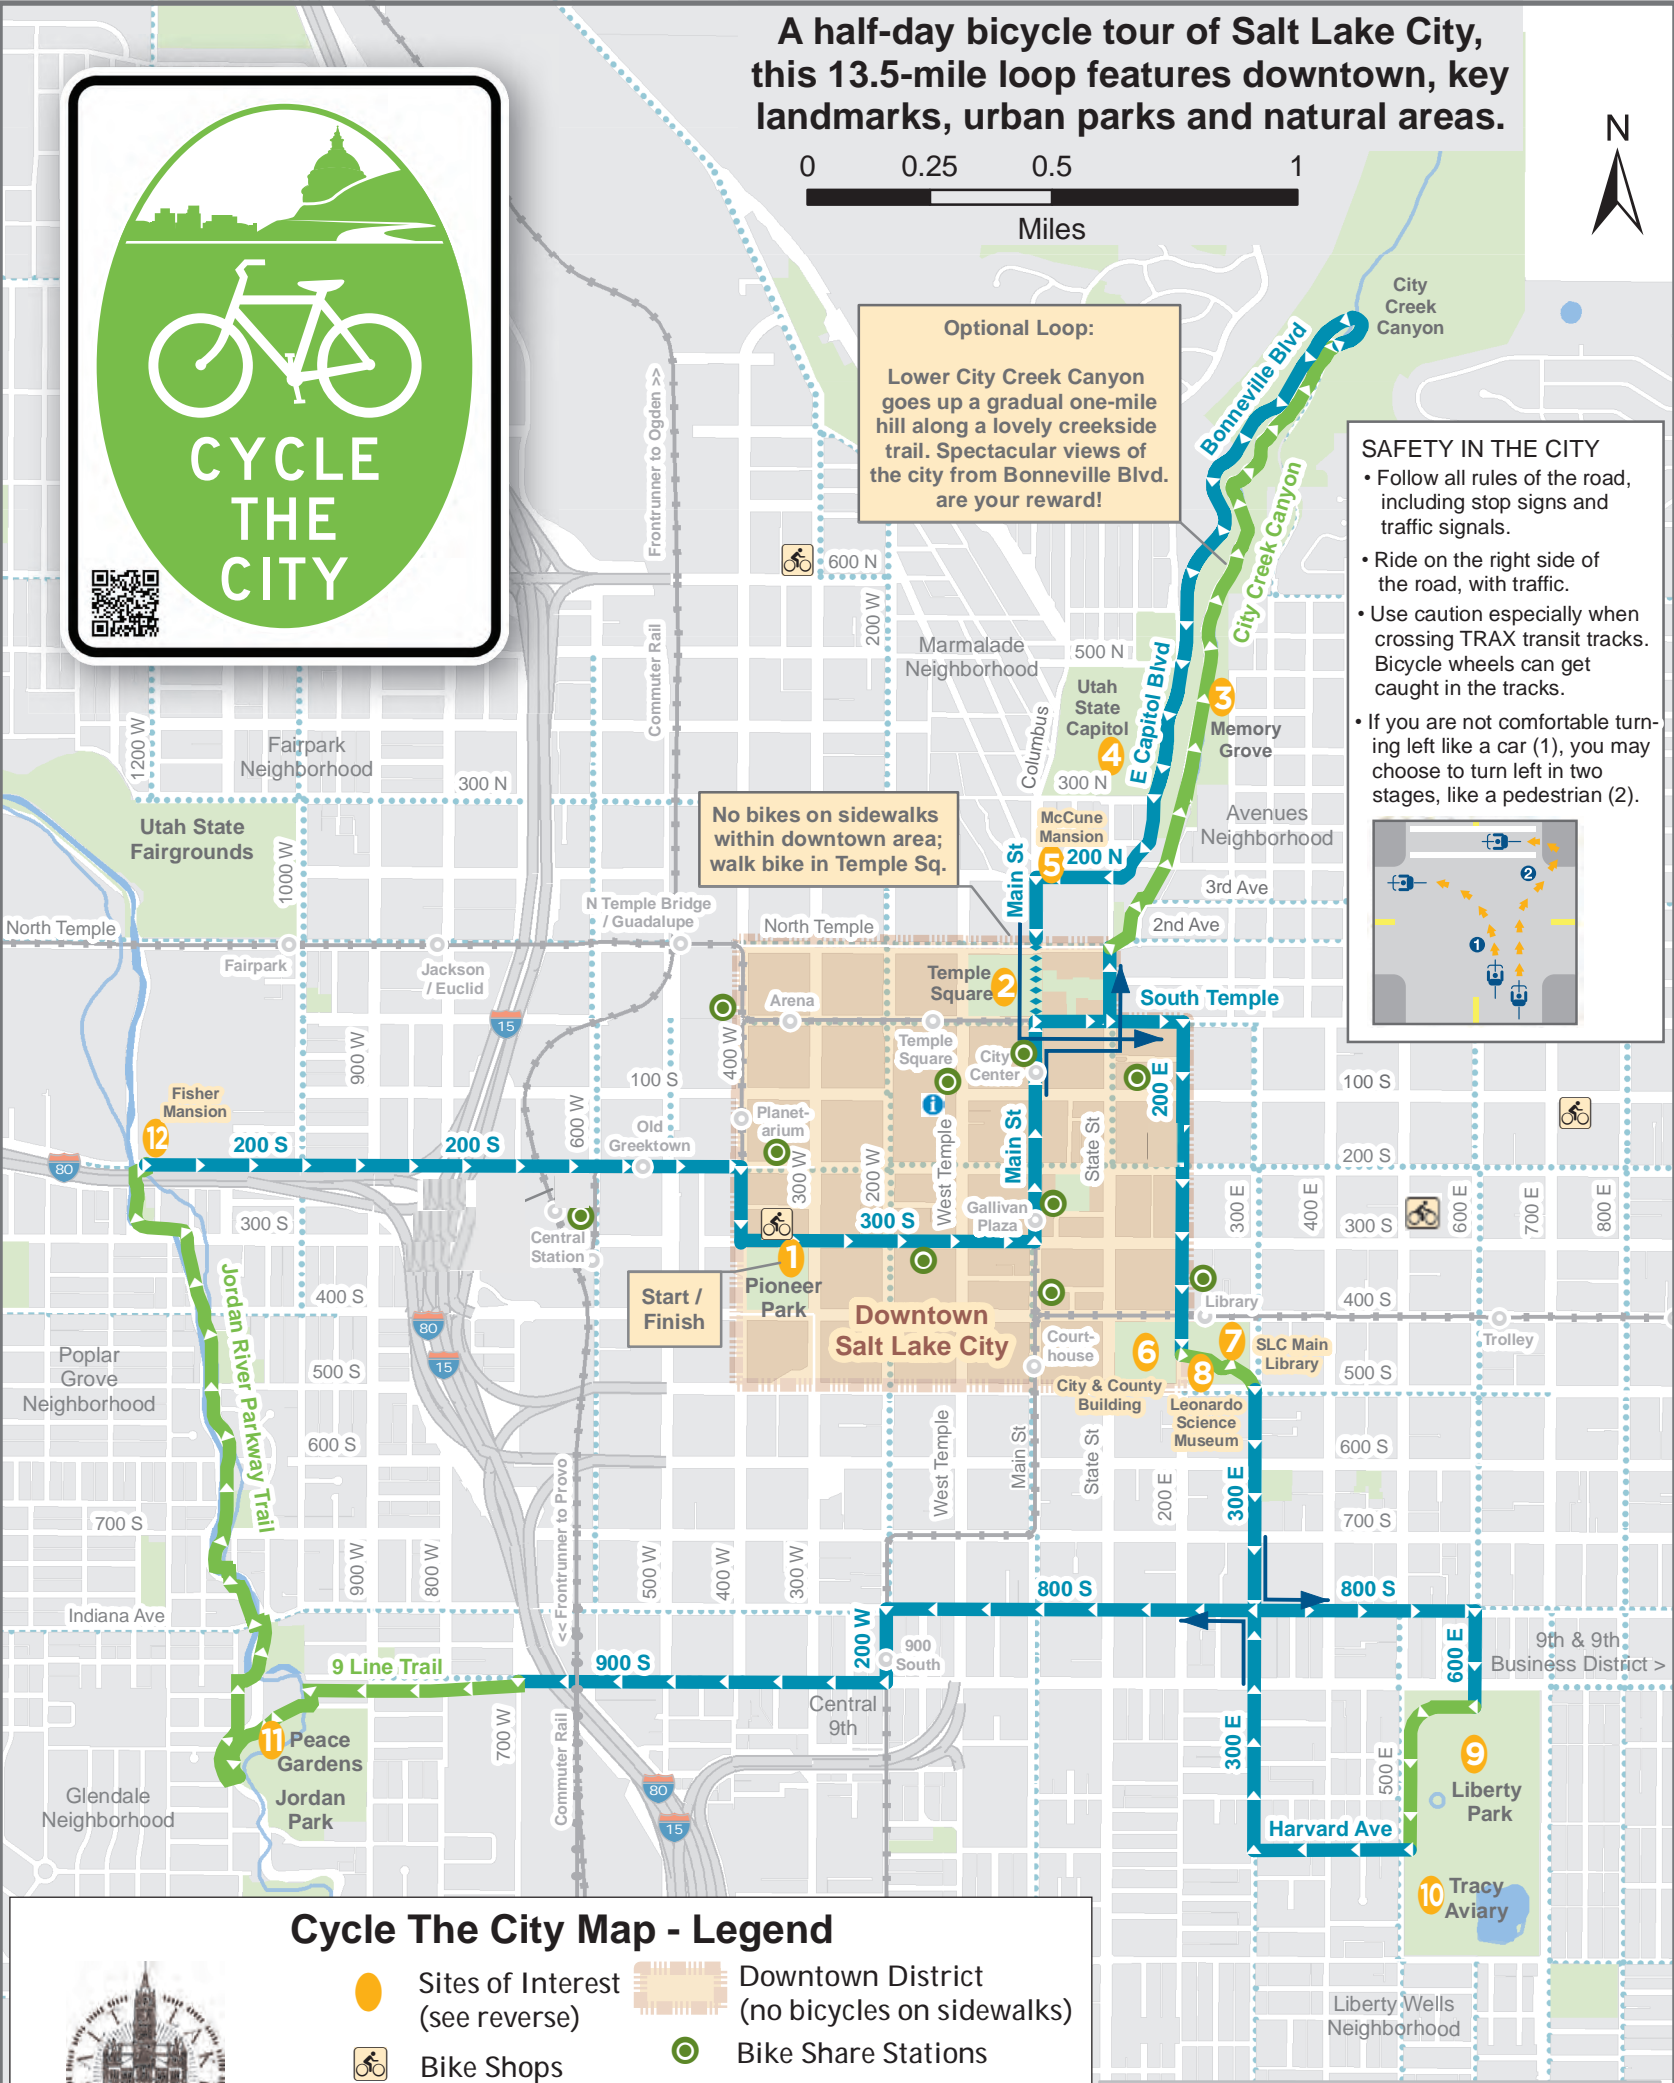 A half-day bicycle tour of Salt Lake City,
this 13.5-mile loop features downtown, key
landmarks, urban parks and natural areas.
0 0.25 0.5 1
Miles
N
CYCLE
THE
CITY
City
Creek
Canyon
Optional Loop:
Lower City Creek Canyon
goes up a gradual one-mile
hill along a lovely creekside
trail. Spectacular views of
the city from Bonneville Blvd.
are your reward!
Bonneville Blvd
City Creek Canyon
SAFETY IN THE CITY
• Follow all rules of the road,
including stop signs and
traffic signals.
• Ride on the right side of
the road, with traffic.
• Use caution especially when
crossing TRAX transit tracks.
Bicycle wheels can get
caught in the tracks.
• If you are not comfortable turn-
ing left like a car (1), you may
choose to turn left in two
stages, like a pedestrian (2).
2
1
Frontrunner to Ogden >>
Commuter Rail
600 N
200 W
Marmalade
Neighborhood
500 N
Utah
State
Capitol
4
Columbus
300 N
E Capitol Blvd
3
Memory
Grove
Avenues
Neighborhood
1200 W
Fairpark
Neighborhood
300 N
Utah State
Fairgrounds
1000 W
No bikes on sidewalks
within downtown area;
walk bike in Temple Sq.
McCune
Mansion
5
200 N
Main St
3rd Ave
2nd Ave
North Temple
N Temple Bridge
/ Guadalupe
North Temple
Fairpark
Jackson
/ Euclid
Temple
Square
2
South Temple
15
Arena
Temple
Square
City
Center
900 W
400 W
100 S
200 E
100 S
Fisher
Mansion
12
80
200 S
200 S
600 W
Old
Greektown
Planet-
arium
300 W
200 W
West Temple
Main St
State St
200 S
300 S
Central
Station
300 S
Gallivan
Plaza
300 E
400 E
300 S
600 E
700 E
800 E
1
Pioneer
Park
Start /
Finish
Downtown
Salt Lake City
Jordan River Parkway Trail
400 S
80
15
Library
400 S
Trolley
Poplar
Grove
Neighborhood
500 S
Court-
house
6
City & County
Building
7
SLC Main
Library
8
Leonardo
Science
Museum
500 S
600 S
600 S
West Temple
Main St
State St
200 E
300 E
700 S
700 S
<< Frontrunner to Provo
900 W
800 W
500 W
400 W
300 W
800 S
800 S
Indiana Ave
200 W
900
South
600 E
9th & 9th
Business District >
9 Line Trail
900 S
Central
9th
11
Peace
Gardens
Jordan
Park
700 W
Commuter Rail
80
15
300 E
500 E
9
Liberty
Park
Glendale
Neighborhood
Harvard Ave
10
Tracy
Aviary
Liberty Wells
Neighborhood
Cycle The City Map - Legend
Sites of Interest
(see reverse)
Downtown District
(no bicycles on sidewalks)
Bike Shops
Bike Share Stations